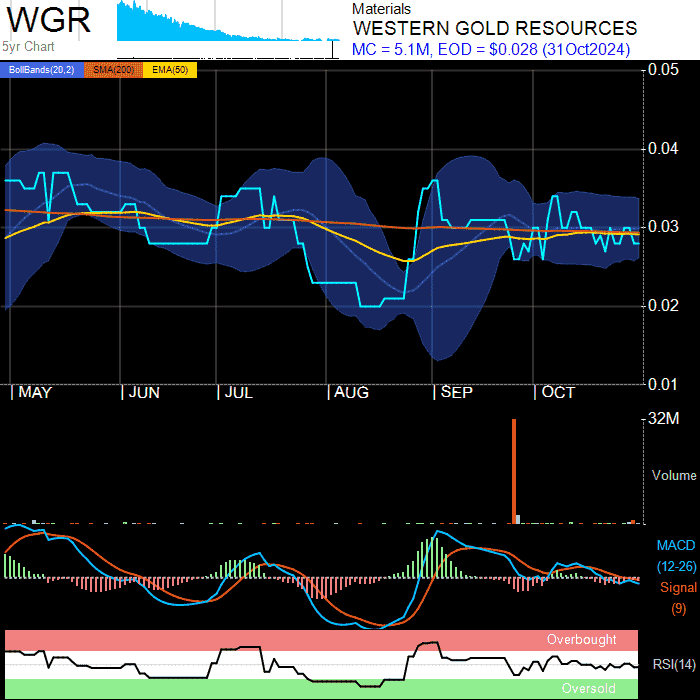 WGR
5yr Chart
Materials
WESTERN GOLD RESOURCES
MC = 5.1M, EOD = $0.028 (31Oct2024)
BollBands(20,2) SMA(200) EMA(50)
0.05
0.04
0.03
0.02
0.01
MAY JUN JUL AUG SEP OCT
32M
Volume
MACD
(12-26)
Signal
(9)
Overbought
RSI(14)
Oversold